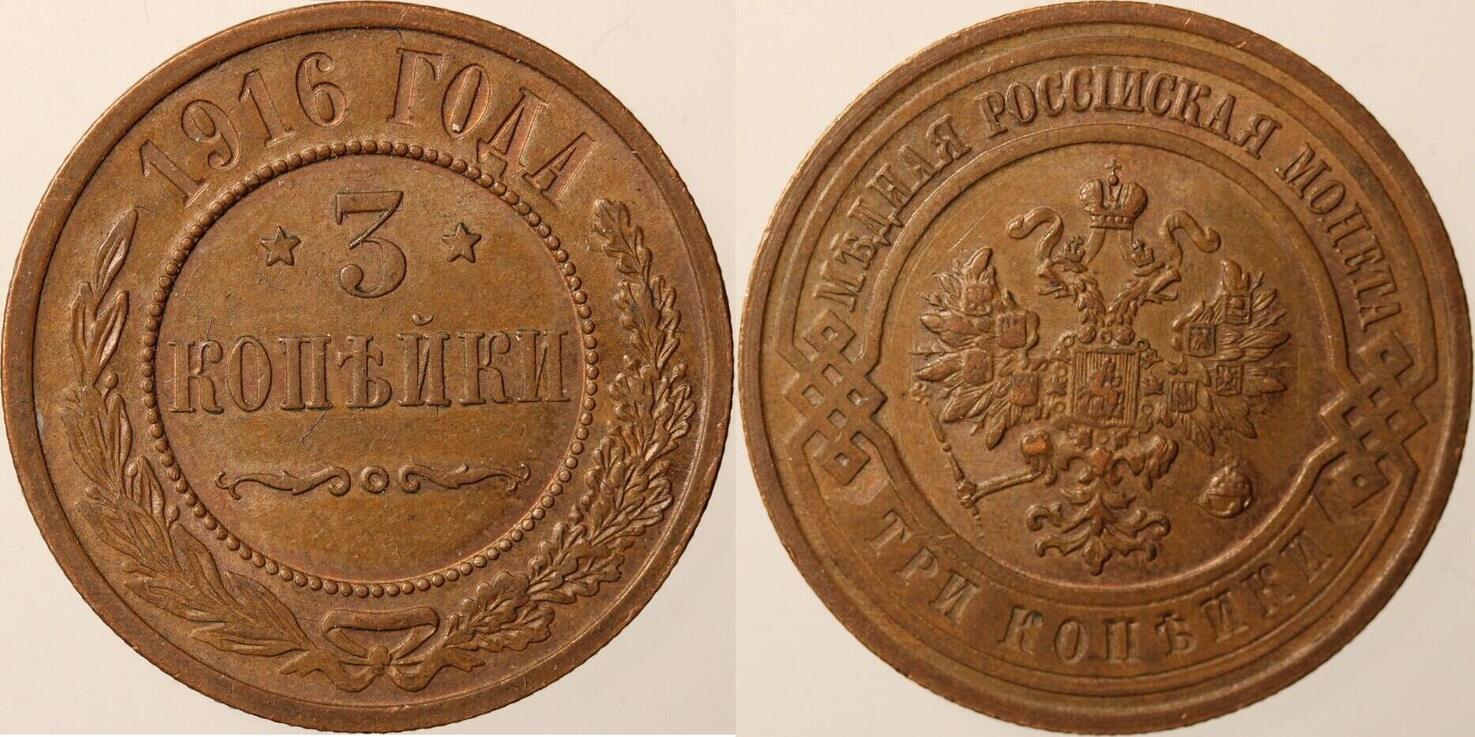 1916 ГОДА
3
КОПѢЙКИ
МѢДНАЯ РОССІЙСКАЯ МОНЕТА
ТРИ КОПѢЙКИ